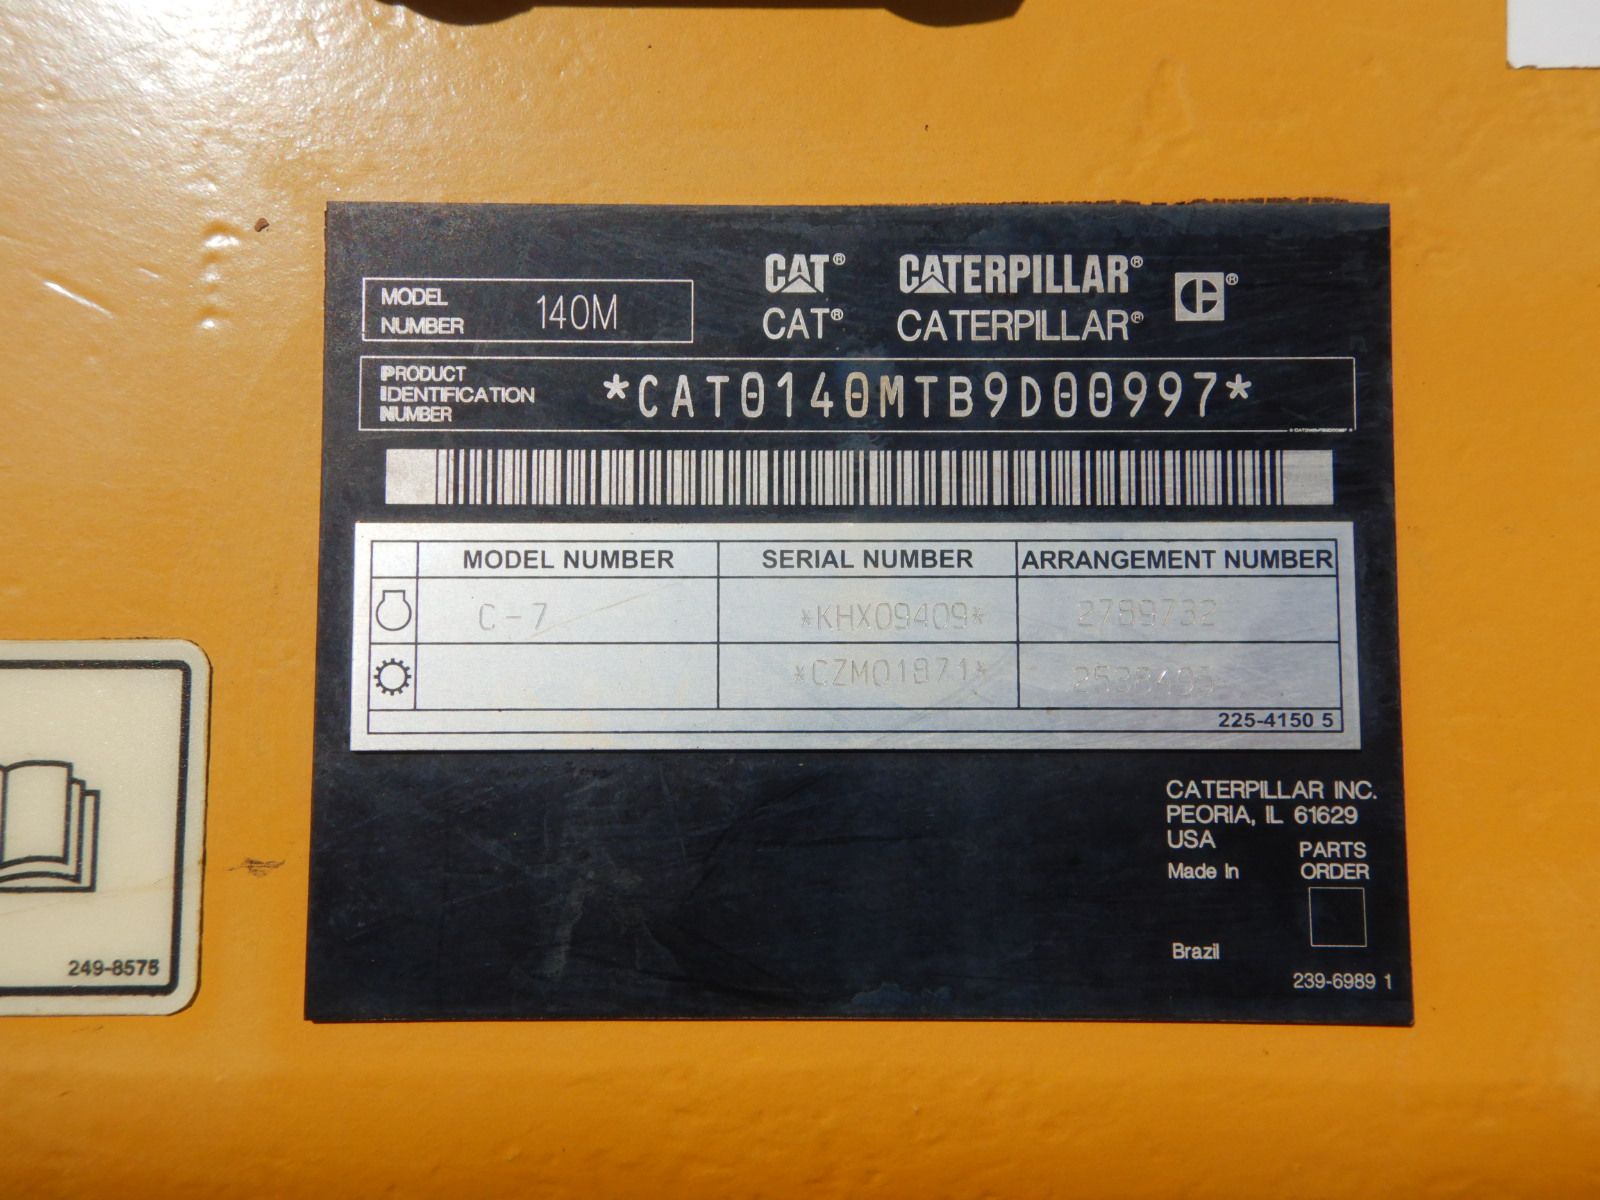 MODEL NUMBER 140M
CAT® CATERPILLAR®
CAT® CATERPILLAR®
PRODUCT IDENTIFICATION NUMBER *CAT0140MTB9D00997*
MODEL NUMBER SERIAL NUMBER ARRANGEMENT NUMBER
C-7 *KHX09409* 2789732
*CZM01871*
225-4150 5
CATERPILLAR INC.
PEORIA, IL 61629
USA
Made In
PARTS
ORDER
Brazil
239-6989 1
249-8575